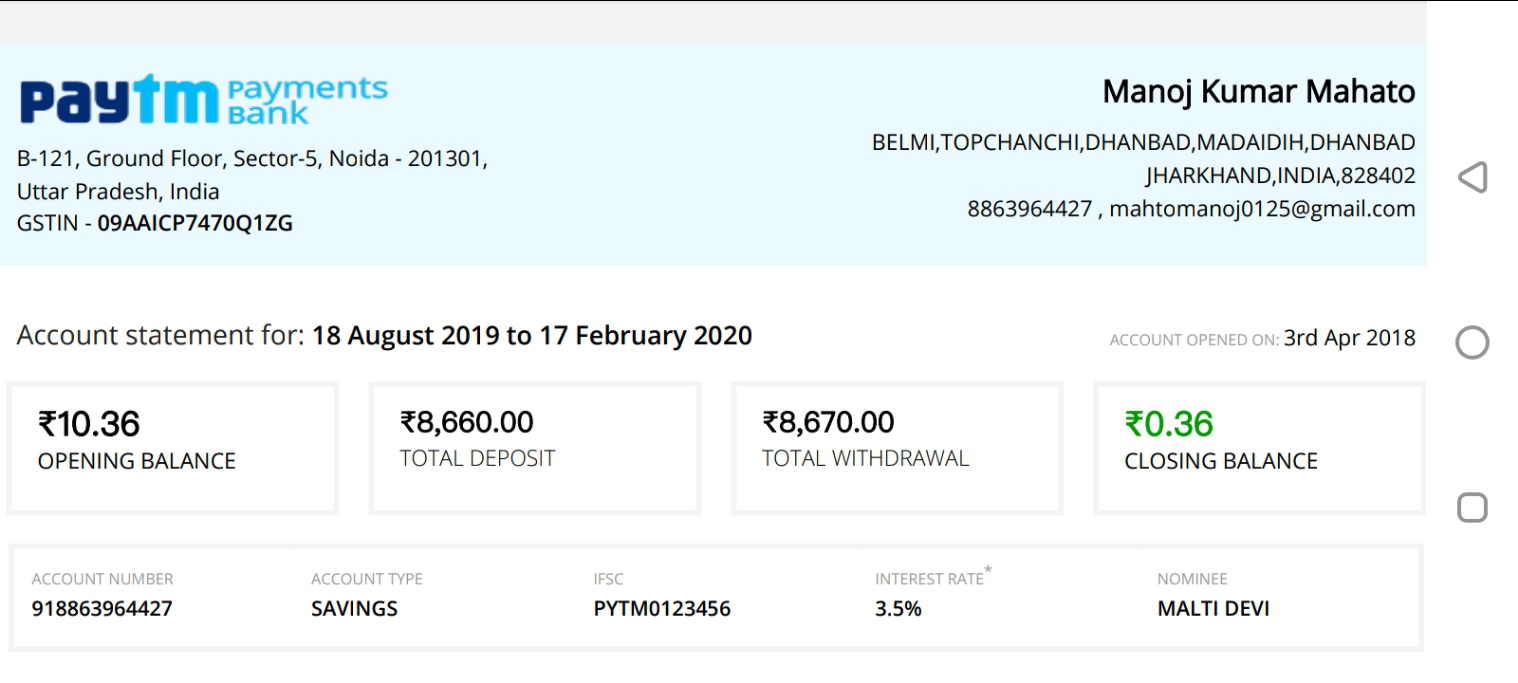 paytm Payments Bank
B-121, Ground Floor, Sector-5, Noida - 201301,
Uttar Pradesh, India
GSTIN - 09AAICP7470Q1ZG
Manoj Kumar Mahato
BELMI,TOPCHANCHI,DHANBAD,MADAIDIH,DHANBAD
JHARKHAND,INDIA,828402
8863964427 , mahtomanoj0125@gmail.com
Account statement for: 18 August 2019 to 17 February 2020
ACCOUNT OPENED ON: 3rd Apr 2018
₹10.36
OPENING BALANCE
₹8,660.00
TOTAL DEPOSIT
₹8,670.00
TOTAL WITHDRAWAL
₹0.36
CLOSING BALANCE
ACCOUNT NUMBER
918863964427
ACCOUNT TYPE
SAVINGS
IFSC
PYTM0123456
INTEREST RATE*
3.5%
NOMINEE
MALTI DEVI